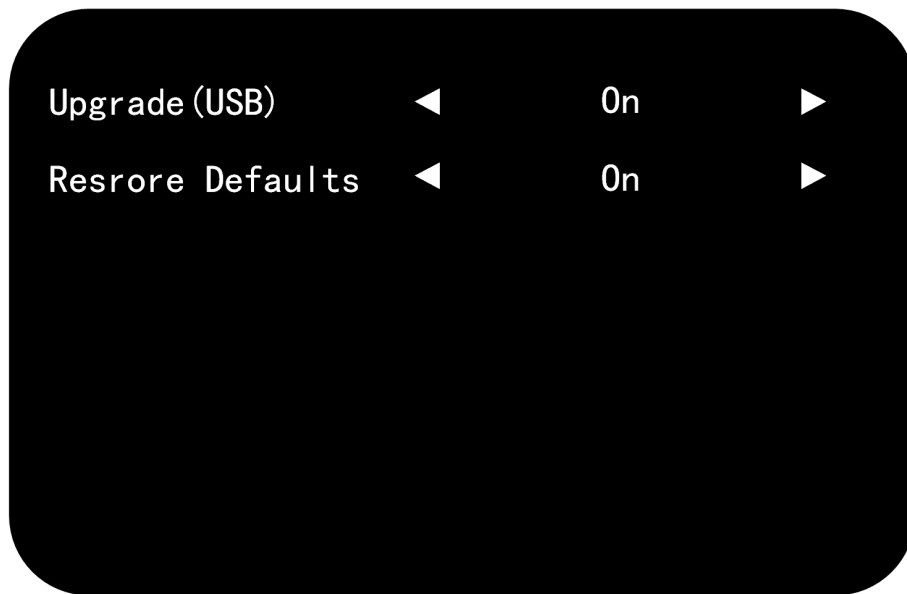 Upgrade(USB) ◀ On ▶
Resrore Defaults ◀ On ▶